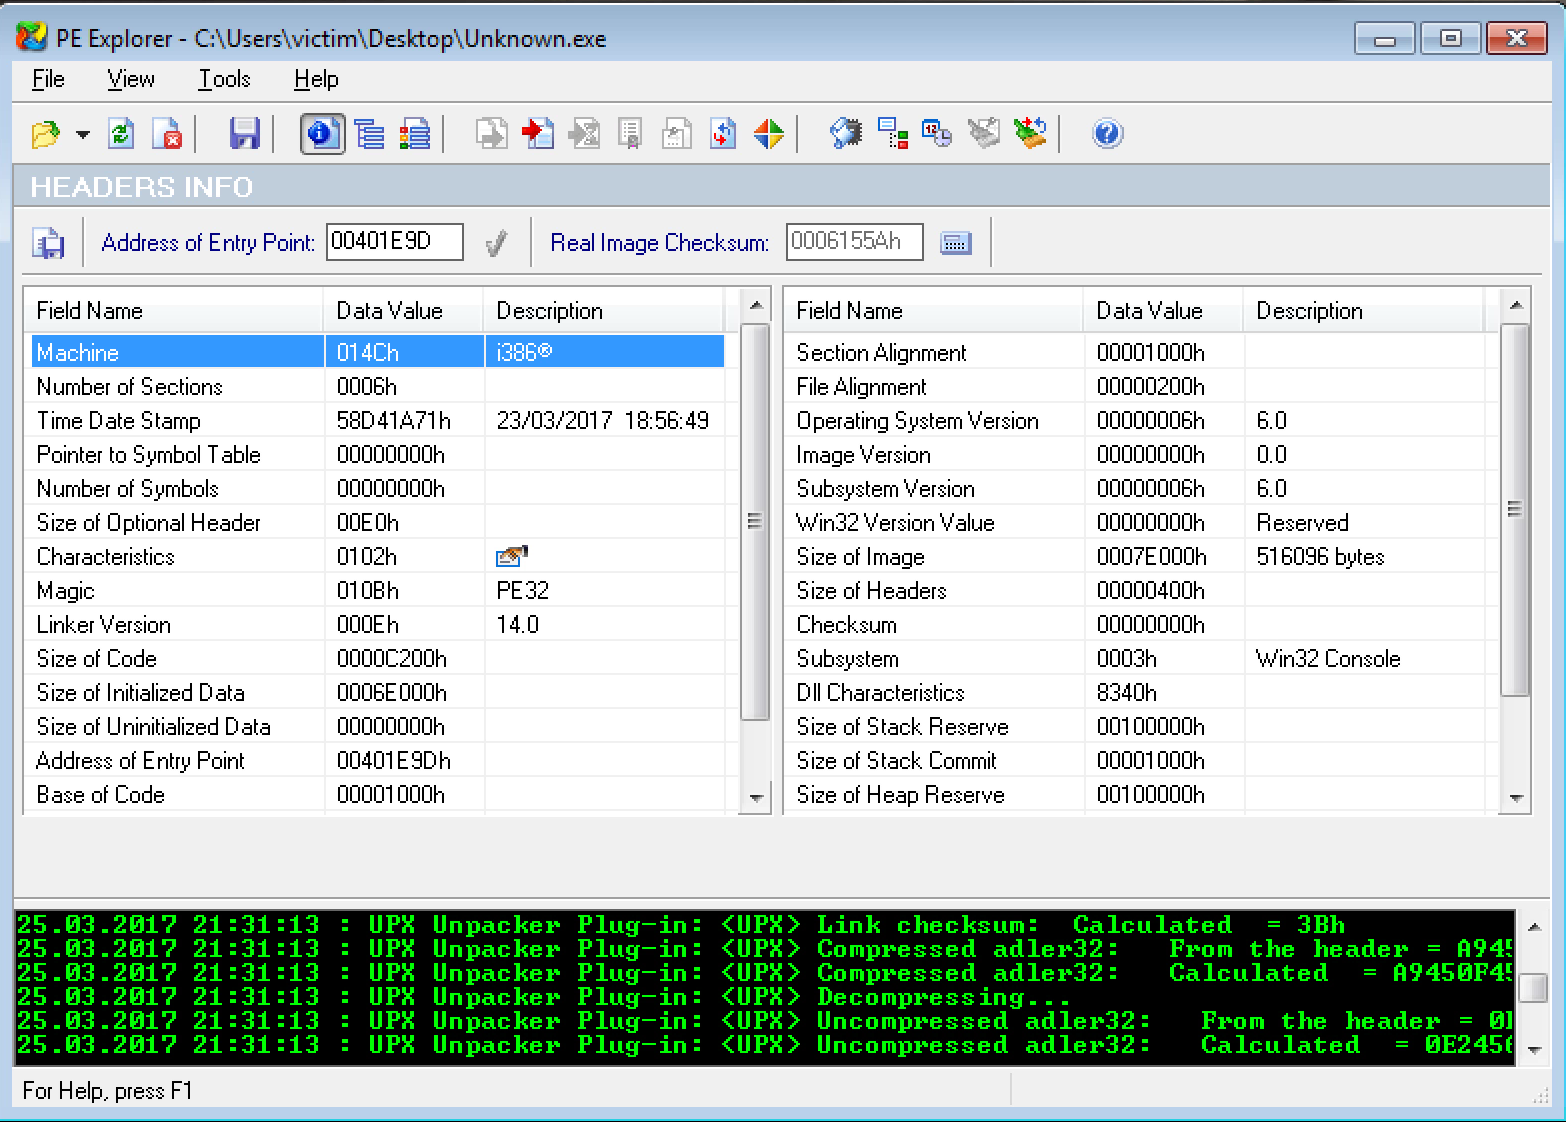 PE Explorer - C:\Users\victim\Desktop\Unknown.exe
File View Tools Help
HEADERS INFO
Address of Entry Point: 00401E9D Real Image Checksum: 0006155Ah
Field Name Data Value Description
Machine 014Ch i386®
Number of Sections 0006h
Time Date Stamp 58D41A71h 23/03/2017 18:56:49
Pointer to Symbol Table 00000000h
Number of Symbols 00000000h
Size of Optional Header 00E0h
Characteristics 0102h
Magic 010Bh PE32
Linker Version 000Eh 14.0
Size of Code 0000C200h
Size of Initialized Data 0006E000h
Size of Uninitialized Data 00000000h
Address of Entry Point 00401E9Dh
Base of Code 00001000h
Field Name Data Value Description
Section Alignment 00001000h
File Alignment 00000200h
Operating System Version 00000006h 6.0
Image Version 00000000h 0.0
Subsystem Version 00000006h 6.0
Win32 Version Value 00000000h Reserved
Size of Image 0007E000h 516096 bytes
Size of Headers 00000400h
Checksum 00000000h
Subsystem 0003h Win32 Console
Dll Characteristics 8340h
Size of Stack Reserve 00100000h
Size of Stack Commit 00001000h
Size of Heap Reserve 00100000h
25.03.2017 21:31:13 : UPX Unpacker Plug-in: <UPX> Link checksum: Calculated = 3Bh
25.03.2017 21:31:13 : UPX Unpacker Plug-in: <UPX> Compressed adler32: From the header = A945
25.03.2017 21:31:13 : UPX Unpacker Plug-in: <UPX> Compressed adler32: Calculated = A9450F45
25.03.2017 21:31:13 : UPX Unpacker Plug-in: <UPX> Decompressing...
25.03.2017 21:31:13 : UPX Unpacker Plug-in: <UPX> Uncompressed adler32: From the header =
25.03.2017 21:31:13 : UPX Unpacker Plug-in: <UPX> Uncompressed adler32: Calculated = 0E245
For Help, press F1